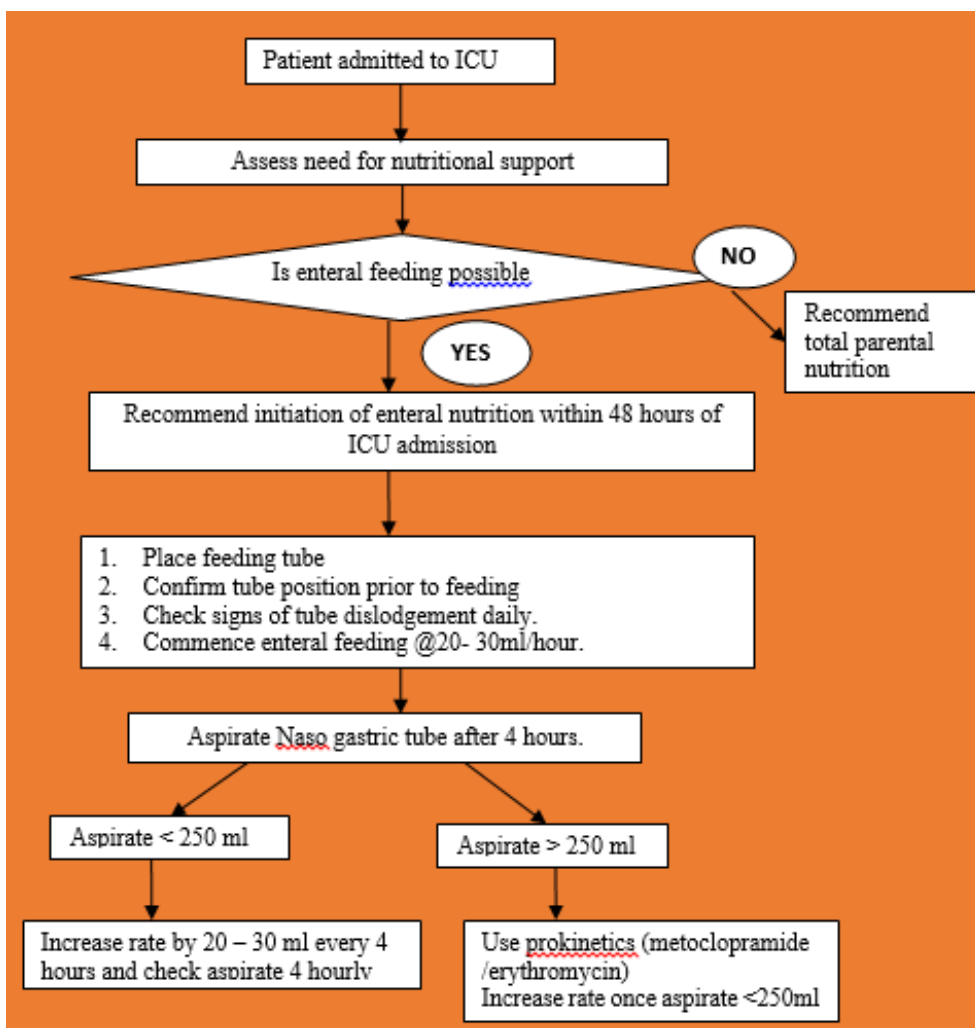 Patient admitted to ICU
Assess need for nutritional support
Is enteral feeding possible
NO
Recommend
total parental
nutrition
YES
Recommend initiation of enteral nutrition within 48 hours of
ICU admission
1. Place feeding tube
2. Confirm tube position prior to feeding
3. Check signs of tube dislodgement daily.
4. Commence enteral feeding @20- 30ml/hour.
Aspirate Naso gastric tube after 4 hours.
Aspirate < 250 ml
Aspirate > 250 ml
Increase rate by 20 – 30 ml every 4
hours and check aspirate 4 hourly
Use prokinetics (metoclopramide
/erythromycin)
Increase rate once aspirate <250ml